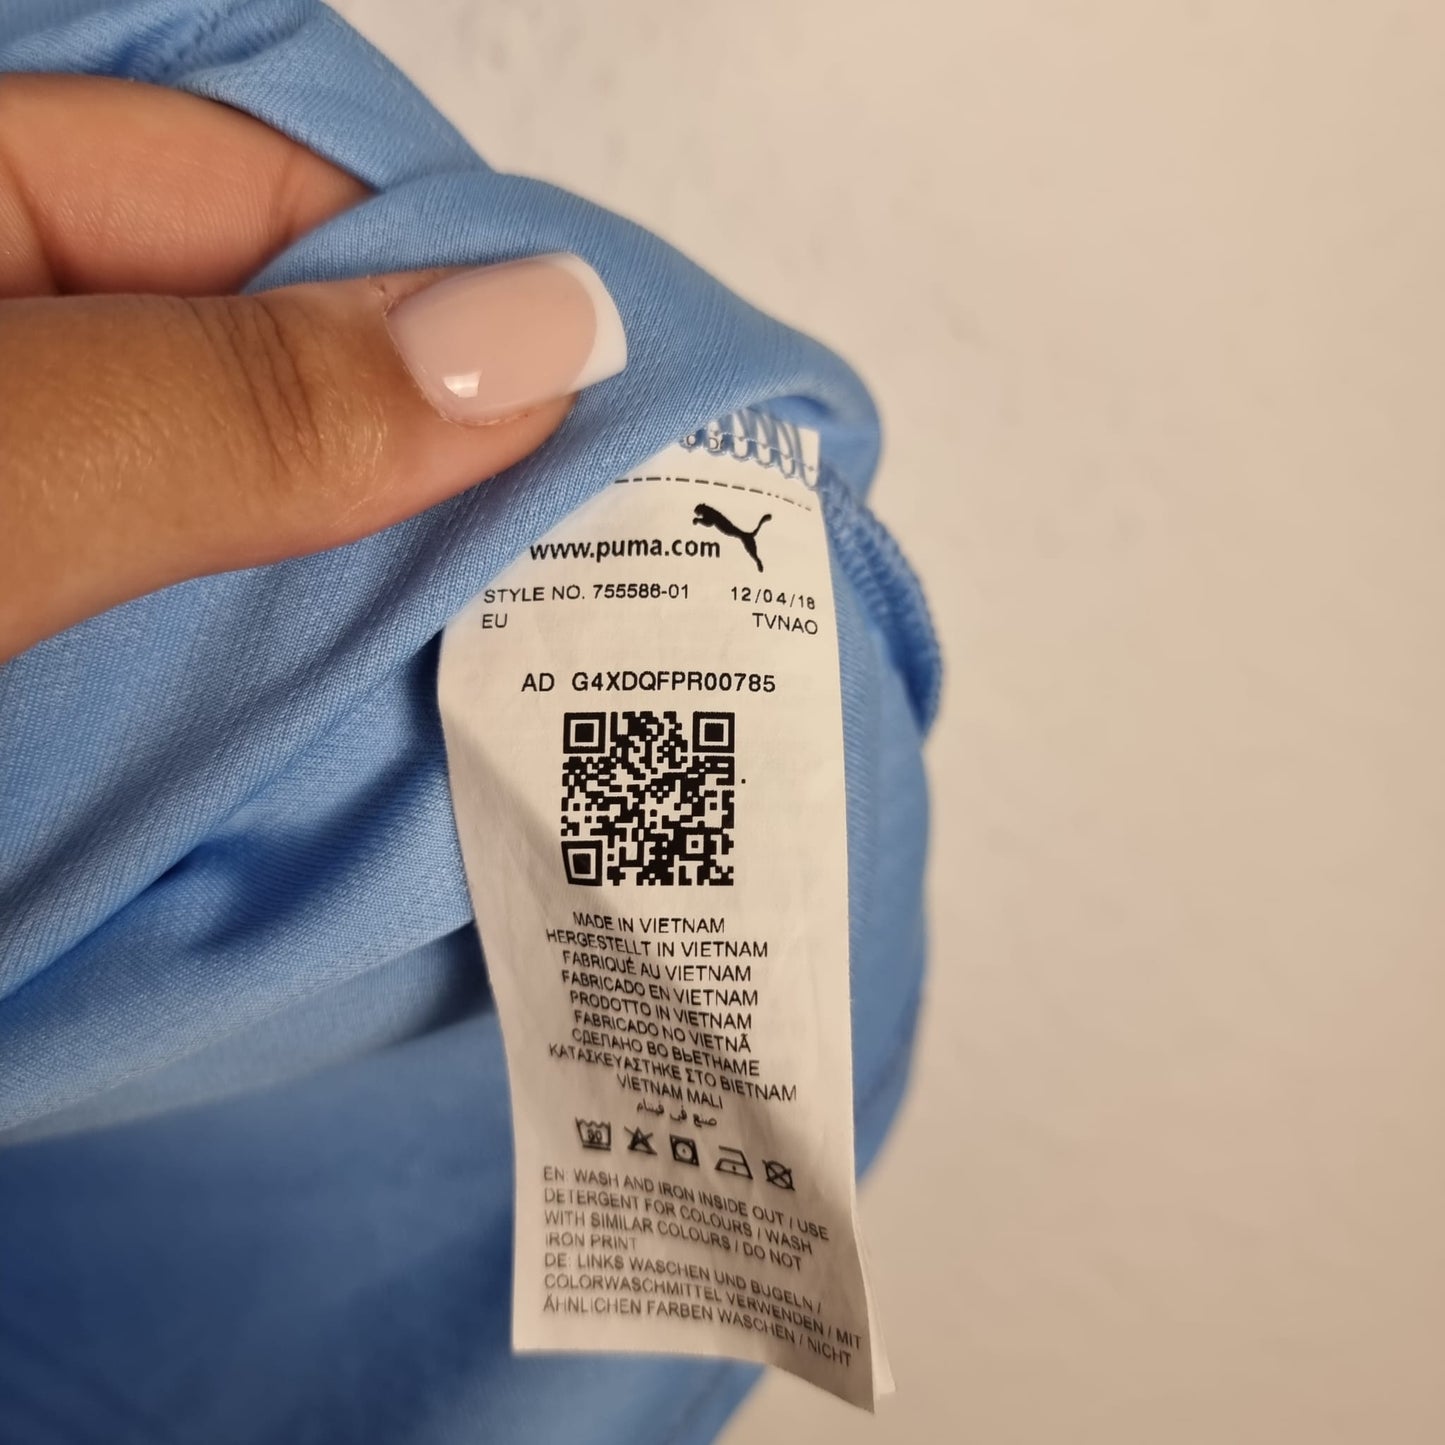 www.puma.com
STYLE NO. 755586-01 12/04/18
EU TVNAO
AD G4XDQFPR00785
MADE IN VIETNAM
HERGESTELLT IN VIETNAM
FABRIQUÉ AU VIETNAM
FABRICADO EN VIETNAM
PRODOTTO IN VIETNAM
FABRICADO NO VIETNÃ
СДЕЛАНО ВО ВЬЕТНАМЕ
ΚΑΤΑΣΚΕΥΑΣΤΗΚΕ ΣΤΟ ΒΙΕΤΝΑΜ
VIETNAM MALI
صنع في فيتنام
EN: WASH AND IRON INSIDE OUT / USE
DETERGENT FOR COLOURS / WASH
WITH SIMILAR COLOURS / DO NOT
IRON PRINT
DE: LINKS WASCHEN UND BÜGELN /
COLORWASCHMITTEL VERWENDEN / MIT
ÄHNLICHEN FARBEN WASCHEN / NICHT